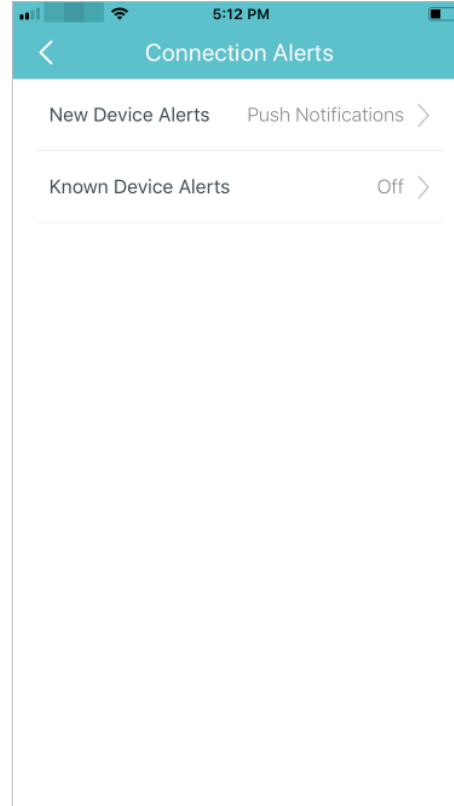 5:12 PM
Connection Alerts
New Device Alerts Push Notifications
Known Device Alerts Off